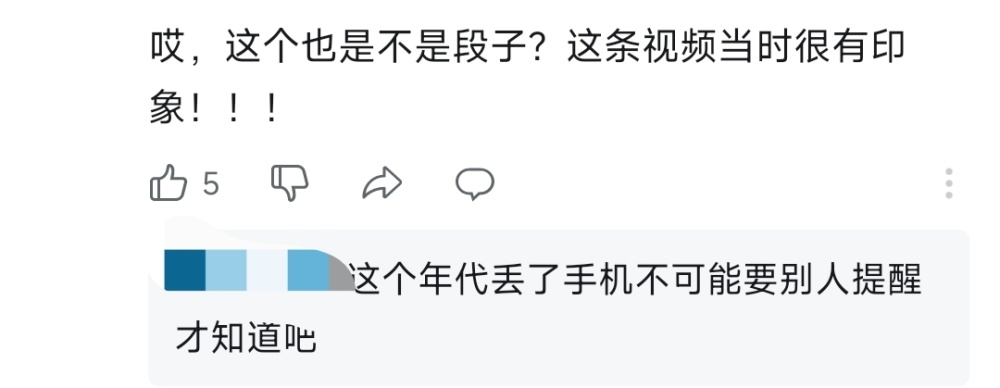 哎，这个也是不是段子？这条视频当时很有印
象！！！
5
这个年代丢了手机不可能要别人提醒
才知道吧